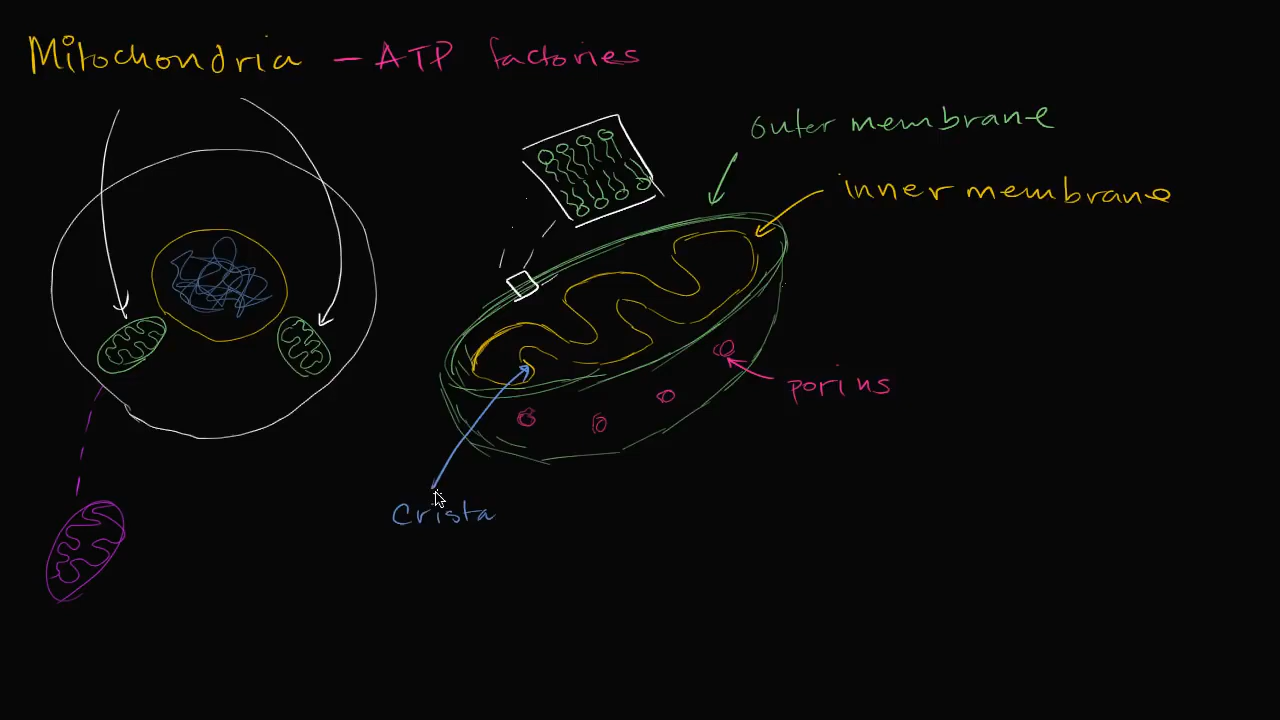 Mitochondria - ATP factories
outer membrane
inner membrane
porins
Crista